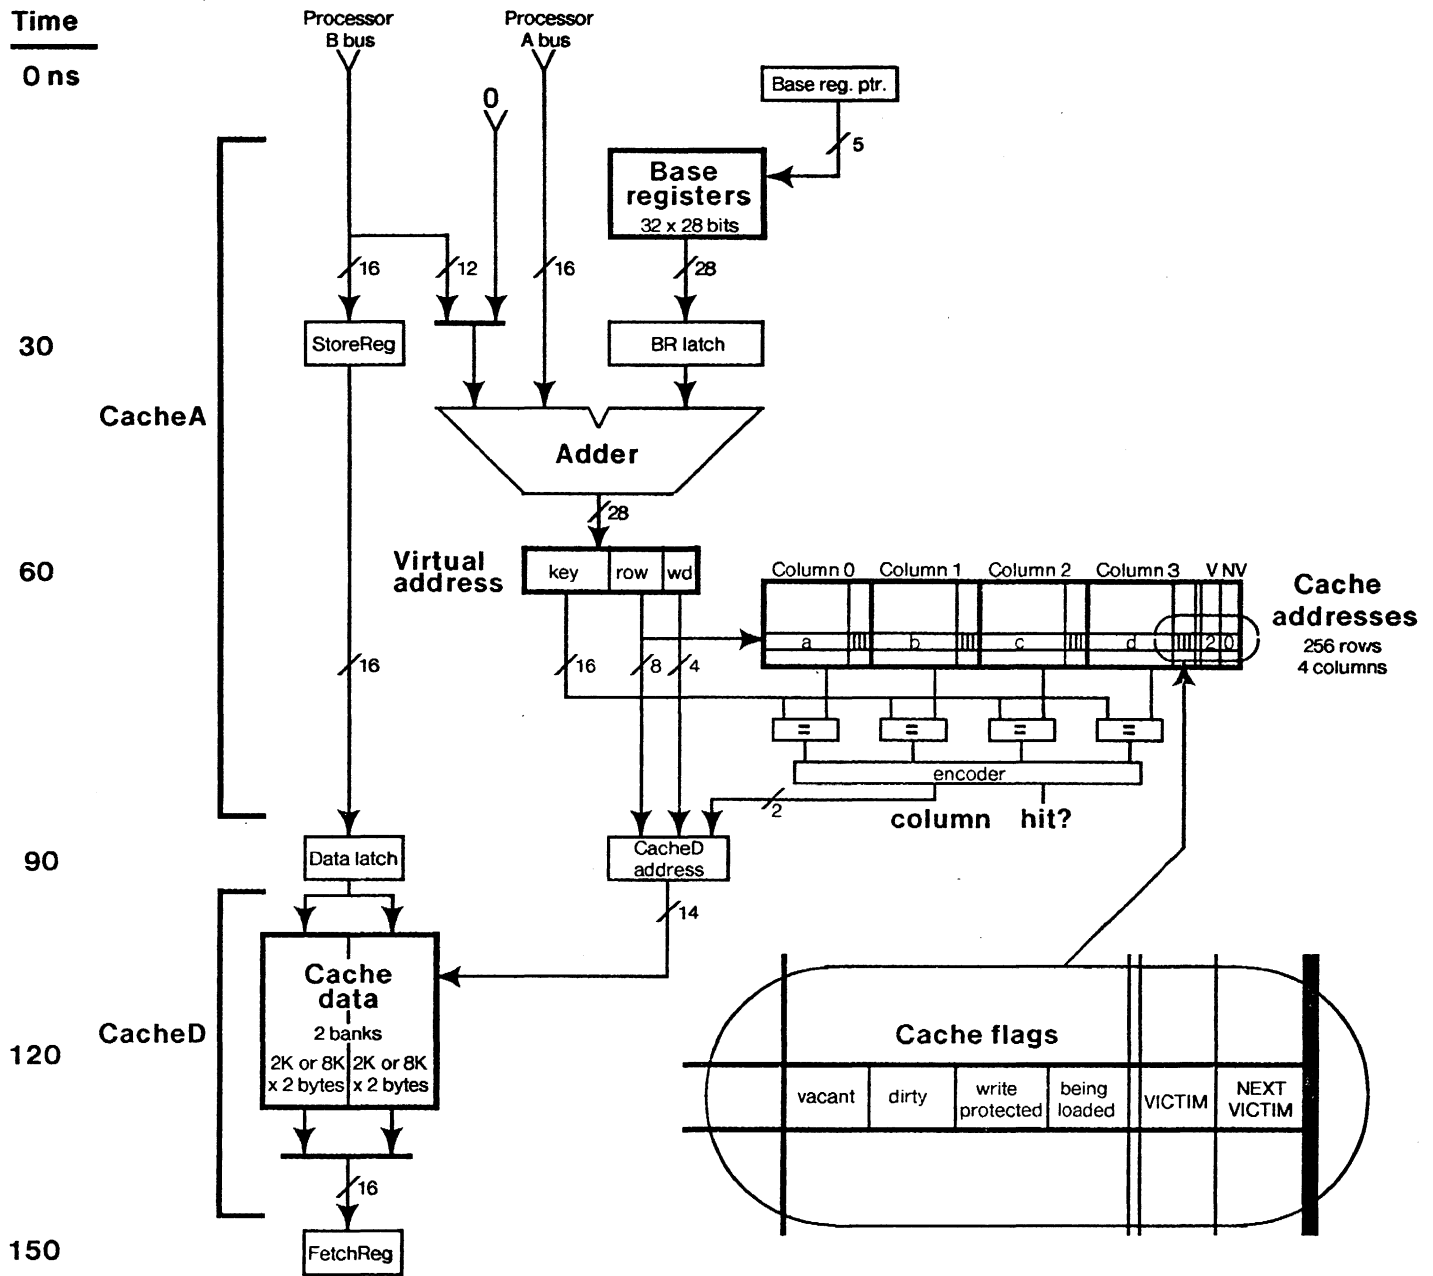 Time
Processor
B bus
Processor
A bus
0 ns
Base reg. ptr.
0
5
Base
registers
32 x 28 bits
16
12
16
28
30
StoreReg
BR latch
CacheA
Adder
28
60
Virtual
address
key row wd
Column 0 Column 1 Column 2 Column 3 V NV
Cache
addresses
256 rows
4 columns
a b c d 2 0
16
16
8
4
= = = =
encoder
2
column hit?
90
Data latch
CacheD
address
14
Cache
data
2 banks
2K or 8K 2K or 8K
x 2 bytes x 2 bytes
CacheD
120
Cache flags
vacant
dirty
write
protected
being
loaded
VICTIM
NEXT
VICTIM
16
150
FetchReg